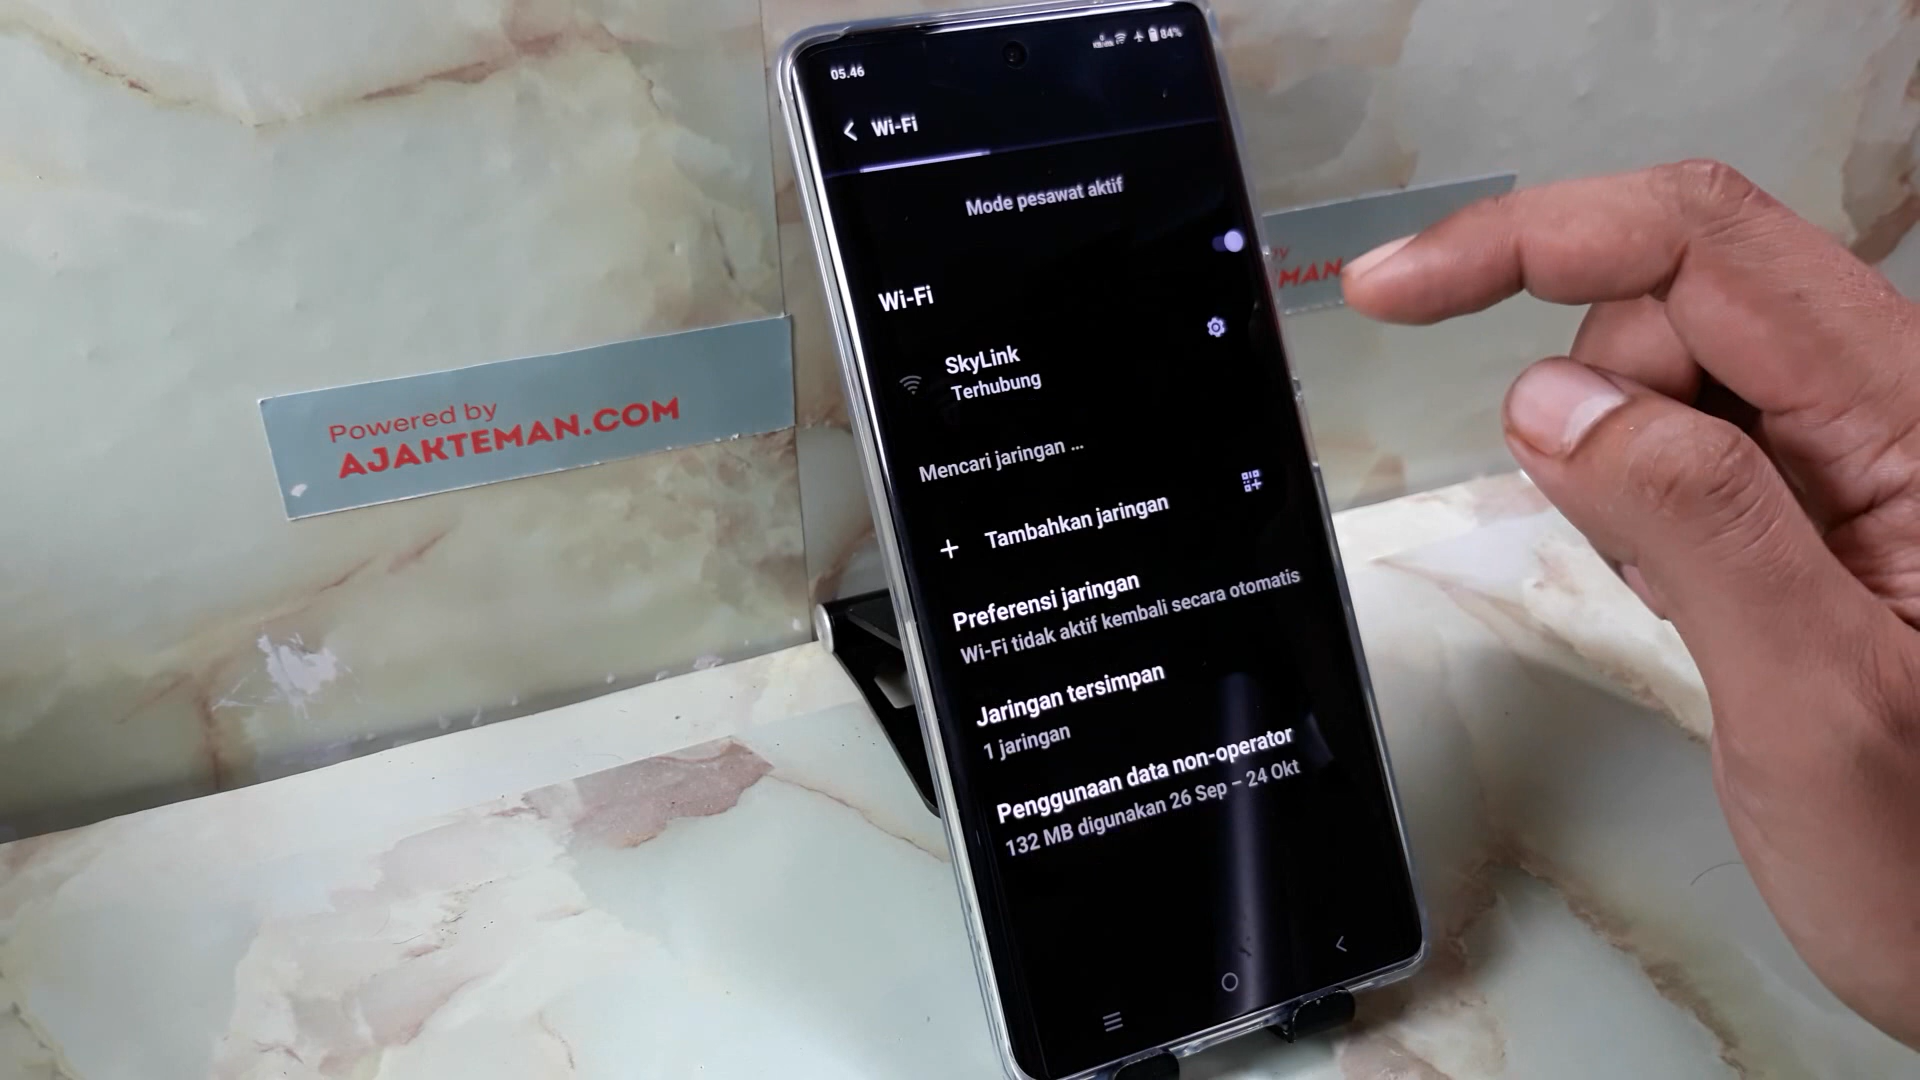 05.46
84%
Wi-Fi
Mode pesawat aktif
Wi-Fi
SkyLink
Terhubung
Mencari jaringan ...
Tambahkan jaringan
Preferensi jaringan
Wi-Fi tidak aktif kembali secara otomatis
Jaringan tersimpan
1 jaringan
Penggunaan data non-operator
132 MB digunakan 26 Sep – 24 Okt
Powered by
AJAKTEMAN.COM
MAN